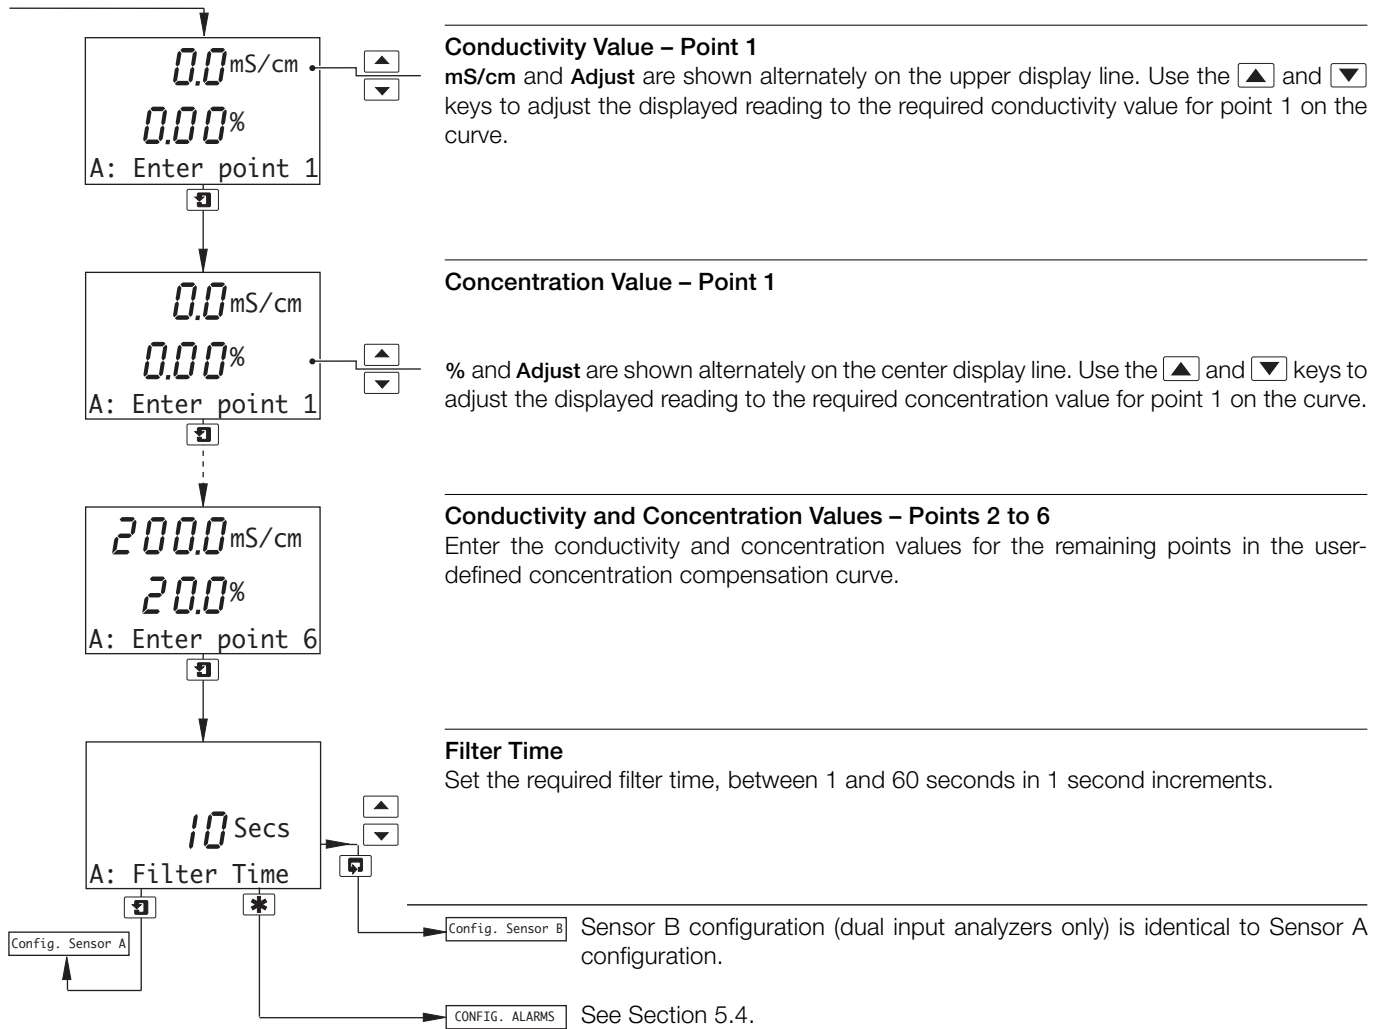 0.0 mS/cm
0.00 %
A: Enter point 1
Conductivity Value – Point 1
mS/cm and Adjust are shown alternately on the upper display line. Use the ▲ and ▼
keys to adjust the displayed reading to the required conductivity value for point 1 on the
curve.
0.0 mS/cm
0.00 %
A: Enter point 1
Concentration Value – Point 1
% and Adjust are shown alternately on the center display line. Use the ▲ and ▼ keys to
adjust the displayed reading to the required concentration value for point 1 on the curve.
200.0 mS/cm
20.0 %
A: Enter point 6
Conductivity and Concentration Values – Points 2 to 6
Enter the conductivity and concentration values for the remaining points in the user-
defined concentration compensation curve.
10 Secs
A: Filter Time
Filter Time
Set the required filter time, between 1 and 60 seconds in 1 second increments.
Config. Sensor A
Config. Sensor B
Sensor B configuration (dual input analyzers only) is identical to Sensor A
configuration.
CONFIG. ALARMS
See Section 5.4.